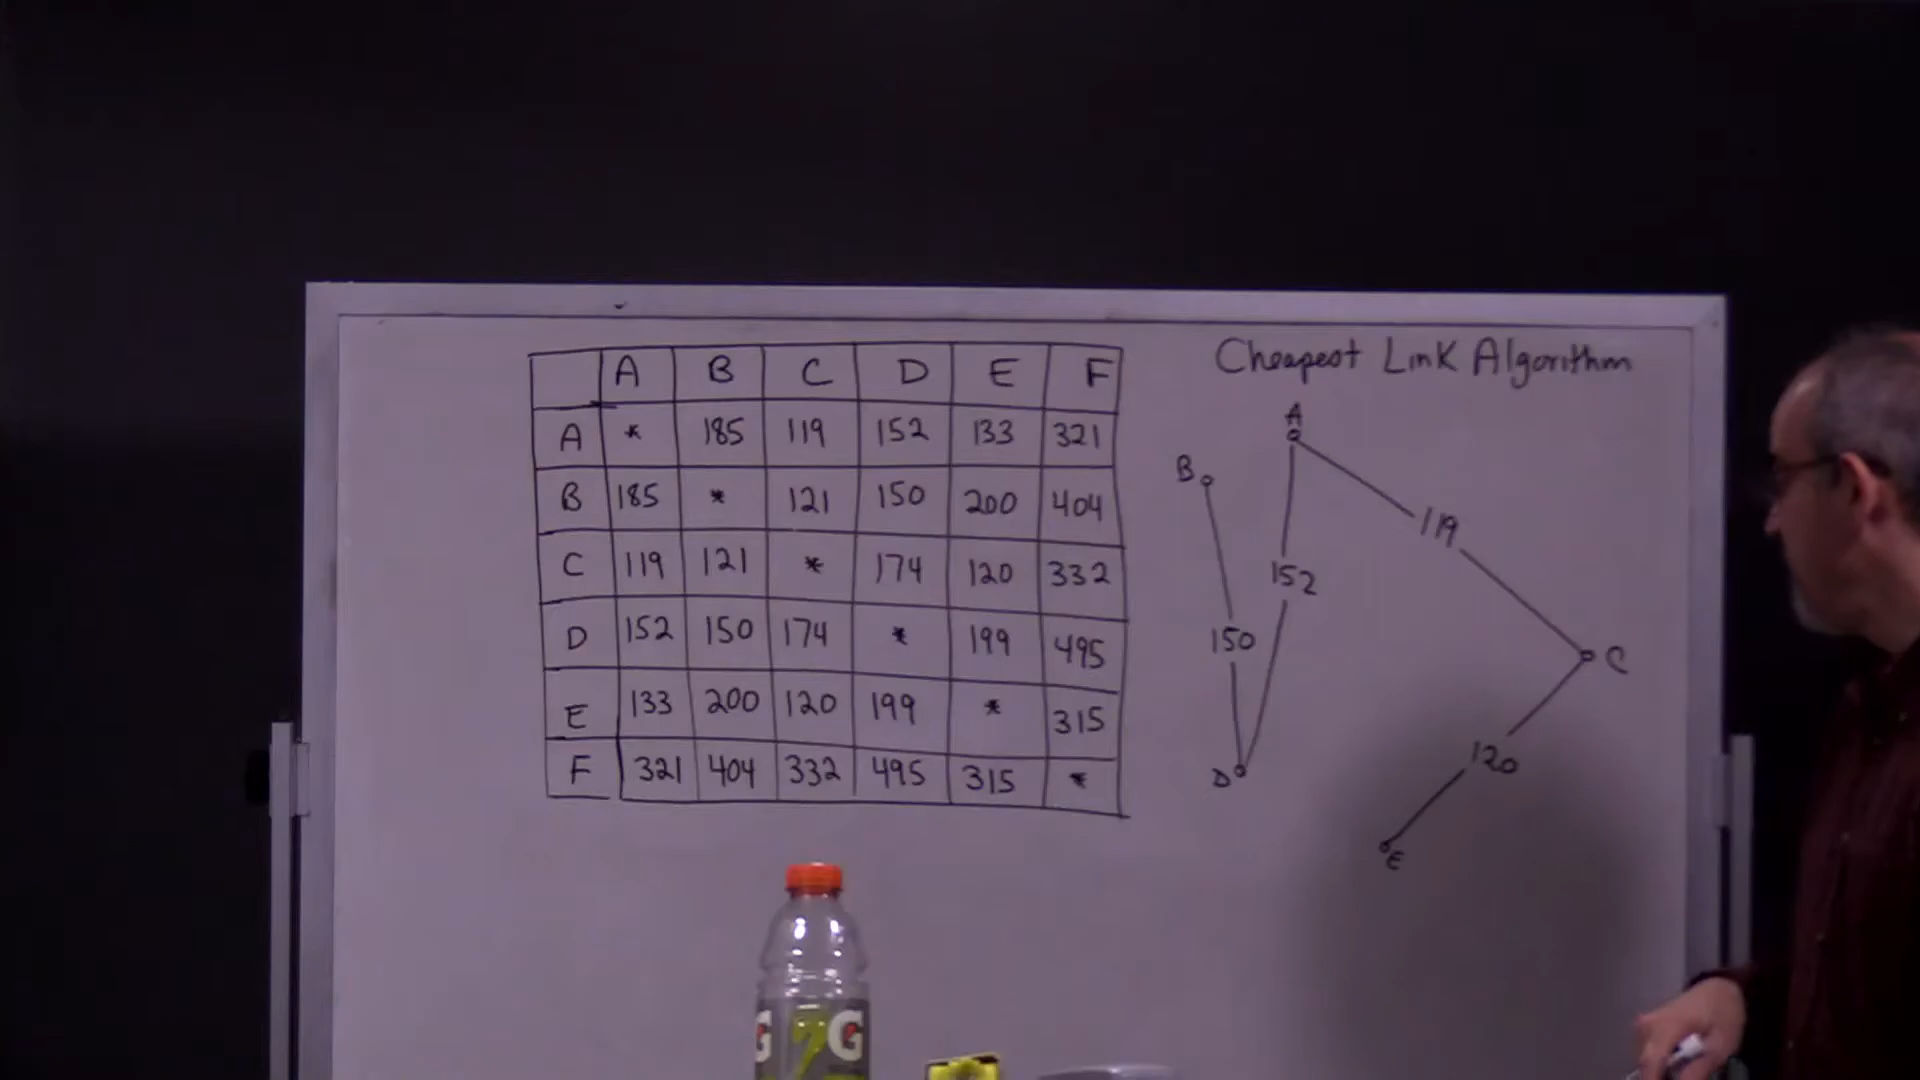 A B C D E F
A * 185 119 152 133 321
B 185 * 121 150 200 404
C 119 121 * 174 120 332
D 152 150 174 * 199 495
E 133 200 120 199 * 315
F 321 404 332 495 315 *
Cheapest Link Algorithm
A
B
119
152
150
C
120
D
E
G G